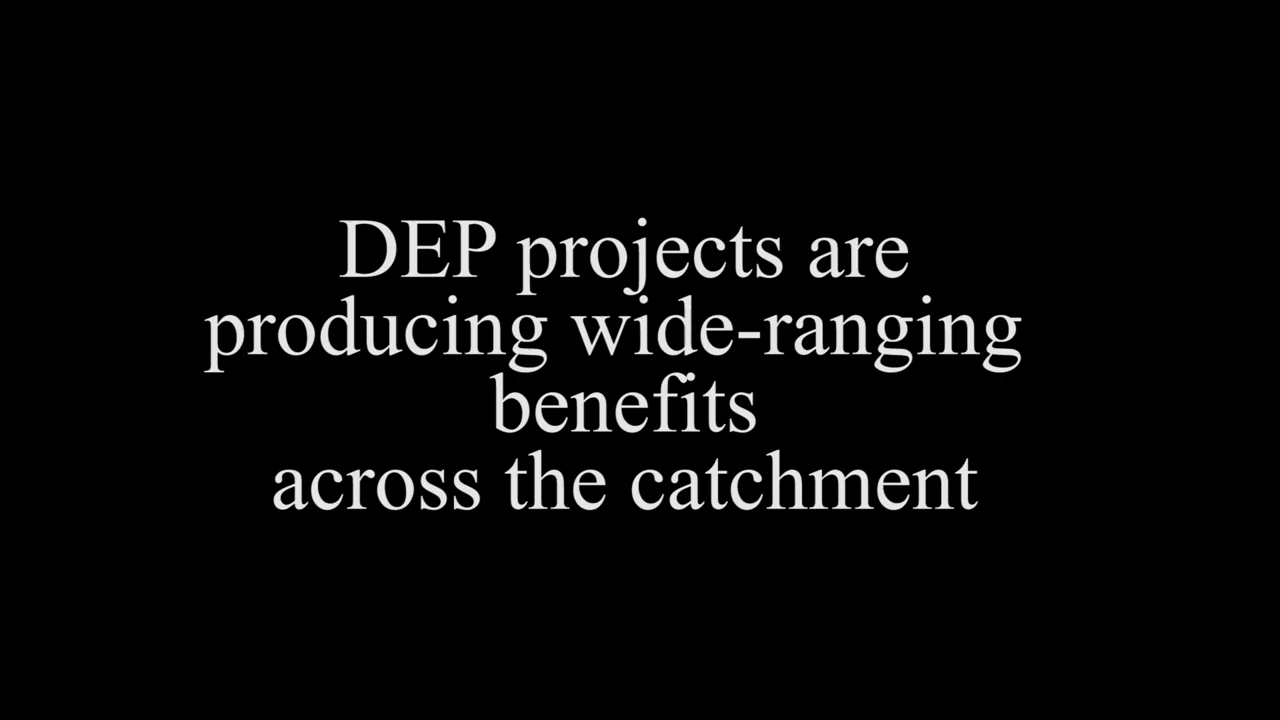 DEP projects are
producing wide-ranging
benefits
across the catchment